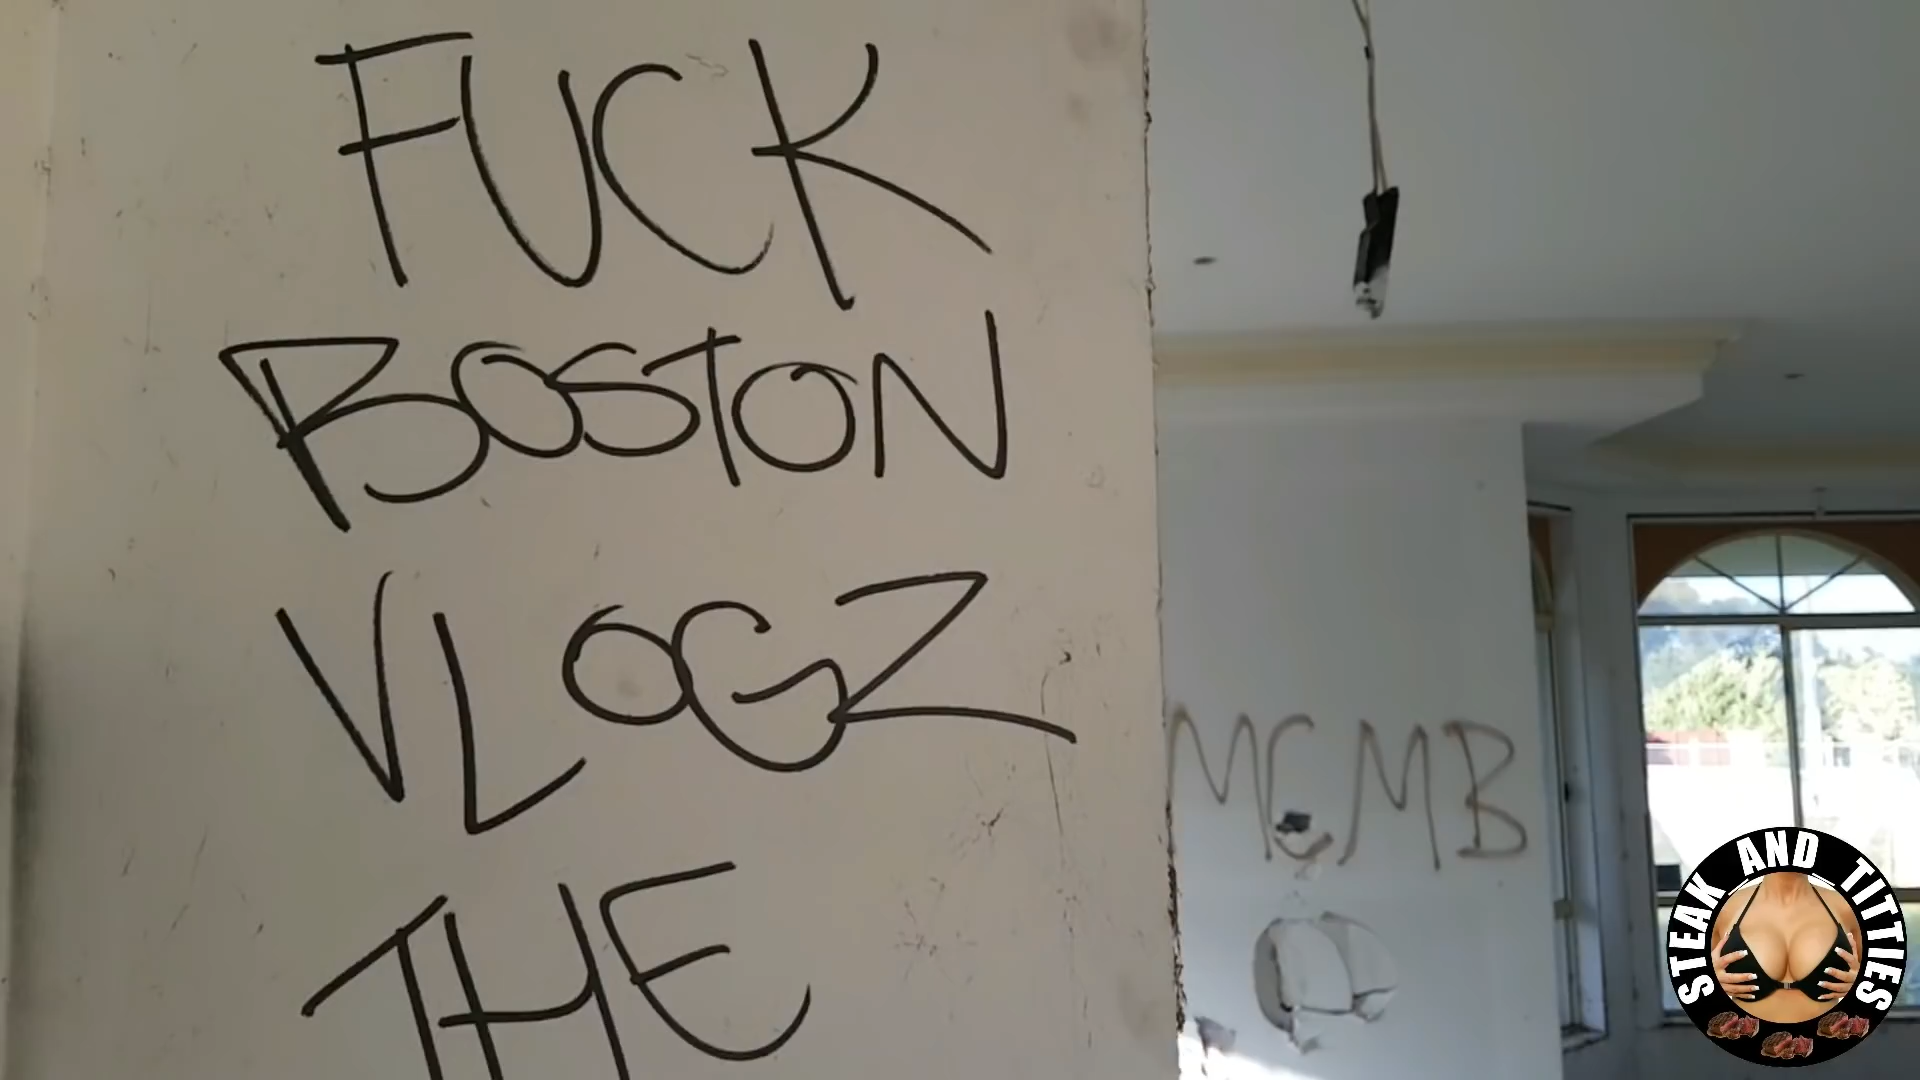 FUCK
BOSTON
VLOGZ
THE
MCMB
STEAK AND TITTIES